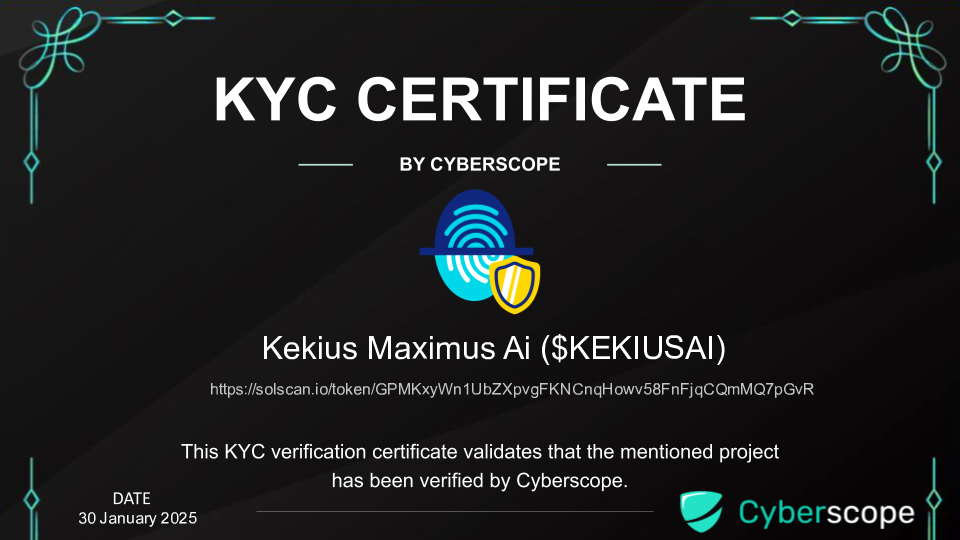 KYC CERTIFICATE
BY CYBERSCOPE
Kekius Maximus Ai ($KEKIUSAI)
https://solscan.io/token/GPMKxyWn1UbZXpvgFKNCnqHowv58FnFjqCQmMQ7pGvR
This KYC verification certificate validates that the mentioned project
has been verified by Cyberscope.
DATE
30 January 2025
Cyberscope